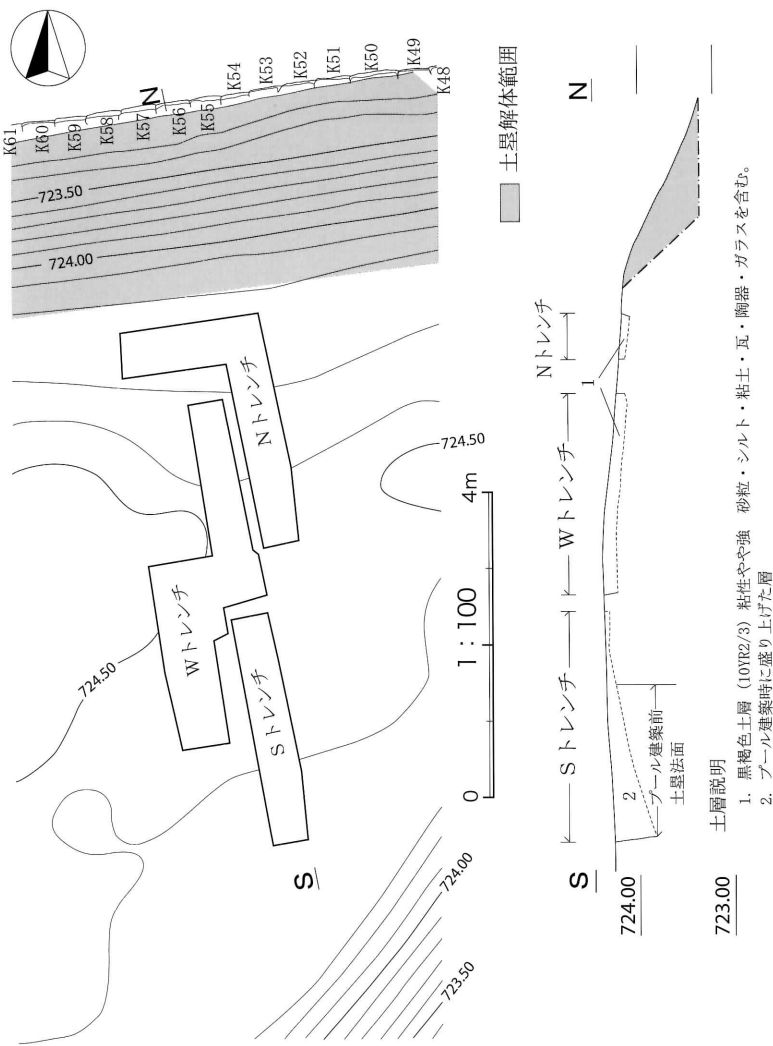 K61
K60
K59
K58
K57
N
K56
K55
K54
K53
K52
K51
K50
K49
K48
723.50
724.00
土塁解体範囲
Nトレンチ
Wトレンチ
Sトレンチ
724.50
724.50
724.00
723.50
S
0
1：100
4m
S
N
Sトレンチ
Wトレンチ
Nトレンチ
1
2
プール建築前
土塁法面
724.00
723.00
土層説明
1. 黒褐色土層 (10YR2/3) 粘性やや強 砂粒・シルト・粘土・瓦・陶器・ガラスを含む。
2. プール建築時に盛り上げた層